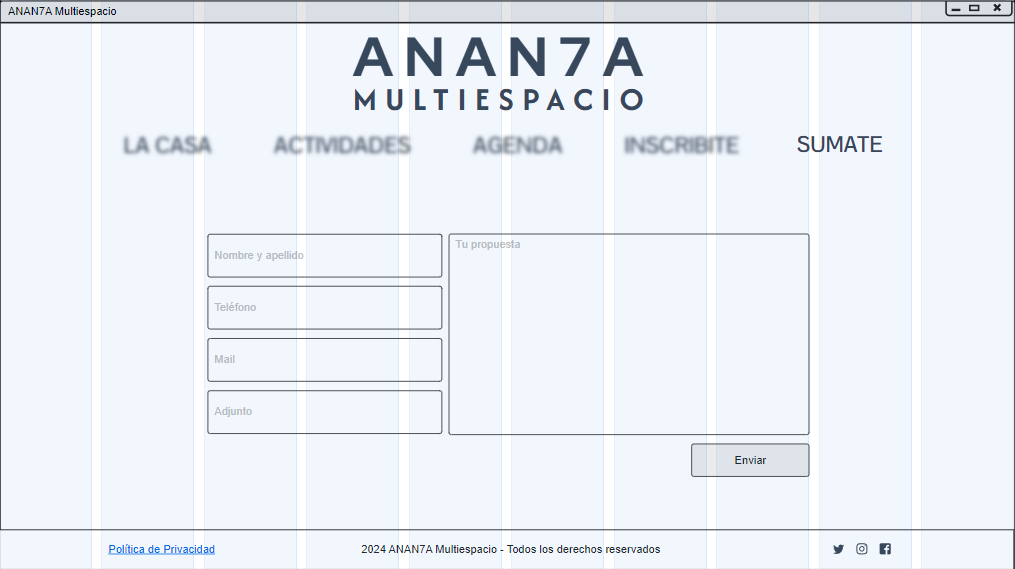 ANAN7A Multiespacio
ANAN7A
MULTIESPACIO
LA CASA ACTIVIDADES AGENDA INSCRIBITE SUMATE
Nombre y apellido
Tu propuesta
Teléfono
Mail
Adjunto
Enviar
Política de Privacidad
2024 ANAN7A Multiespacio - Todos los derechos reservados